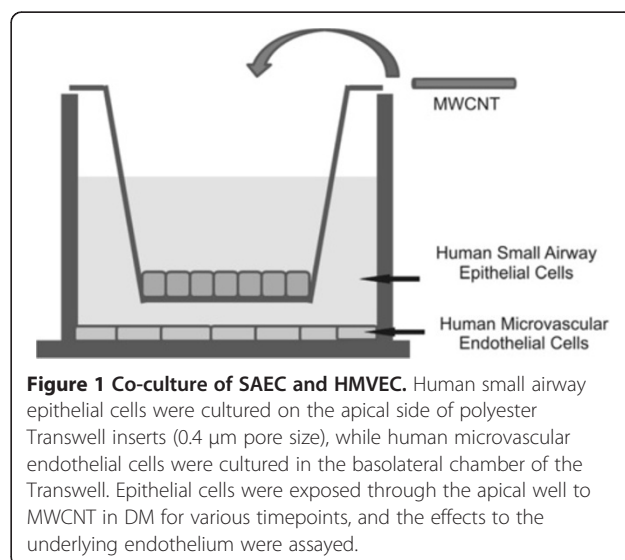 MWCNT
Human Small Airway
Epithelial Cells
Human Microvascular
Endothelial Cells
Figure 1 Co-culture of SAEC and HMVEC. Human small airway
epithelial cells were cultured on the apical side of polyester
Transwell inserts (0.4 μm pore size), while human microvascular
endothelial cells were cultured in the basolateral chamber of the
Transwell. Epithelial cells were exposed through the apical well to
MWCNT in DM for various timepoints, and the effects to the
underlying endothelium were assayed.